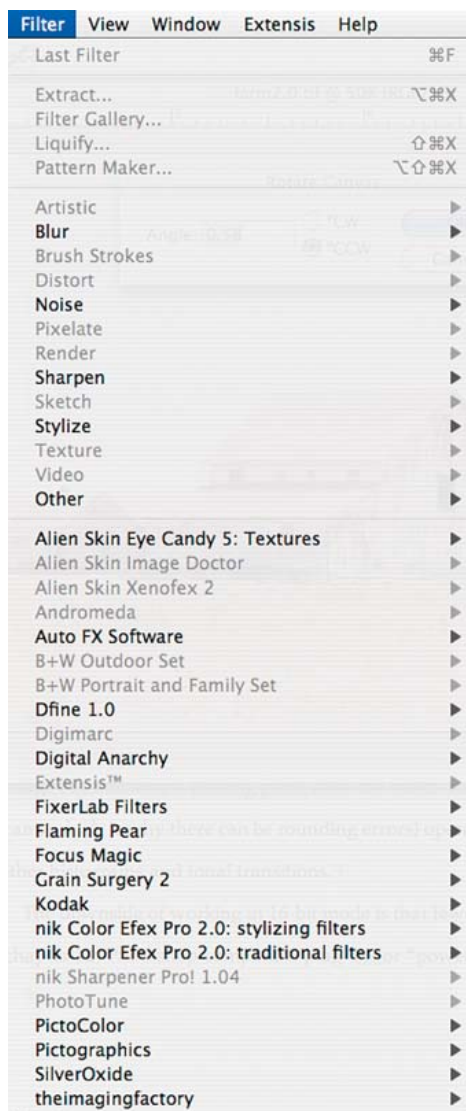 Filter View Window Extensis Help
Last Filter ⌘F
Extract... ⌥⌘X
Filter Gallery...
Liquify... ⇧⌘X
Pattern Maker... ⌥⇧⌘X
Artistic
Blur
Brush Strokes
Distort
Noise
Pixelate
Render
Sharpen
Sketch
Stylize
Texture
Video
Other
Alien Skin Eye Candy 5: Textures
Alien Skin Image Doctor
Alien Skin Xenofex 2
Andromeda
Auto FX Software
B+W Outdoor Set
B+W Portrait and Family Set
Dfine 1.0
Digimarc
Digital Anarchy
Extensis™
FixerLab Filters
Flaming Pear
Focus Magic
Grain Surgery 2
Kodak
nik Color Efex Pro 2.0: stylizing filters
nik Color Efex Pro 2.0: traditional filters
nik Sharpener Pro! 1.04
PhotoTune
PictoColor
Pictographics
SilverOxide
theimagingfactory